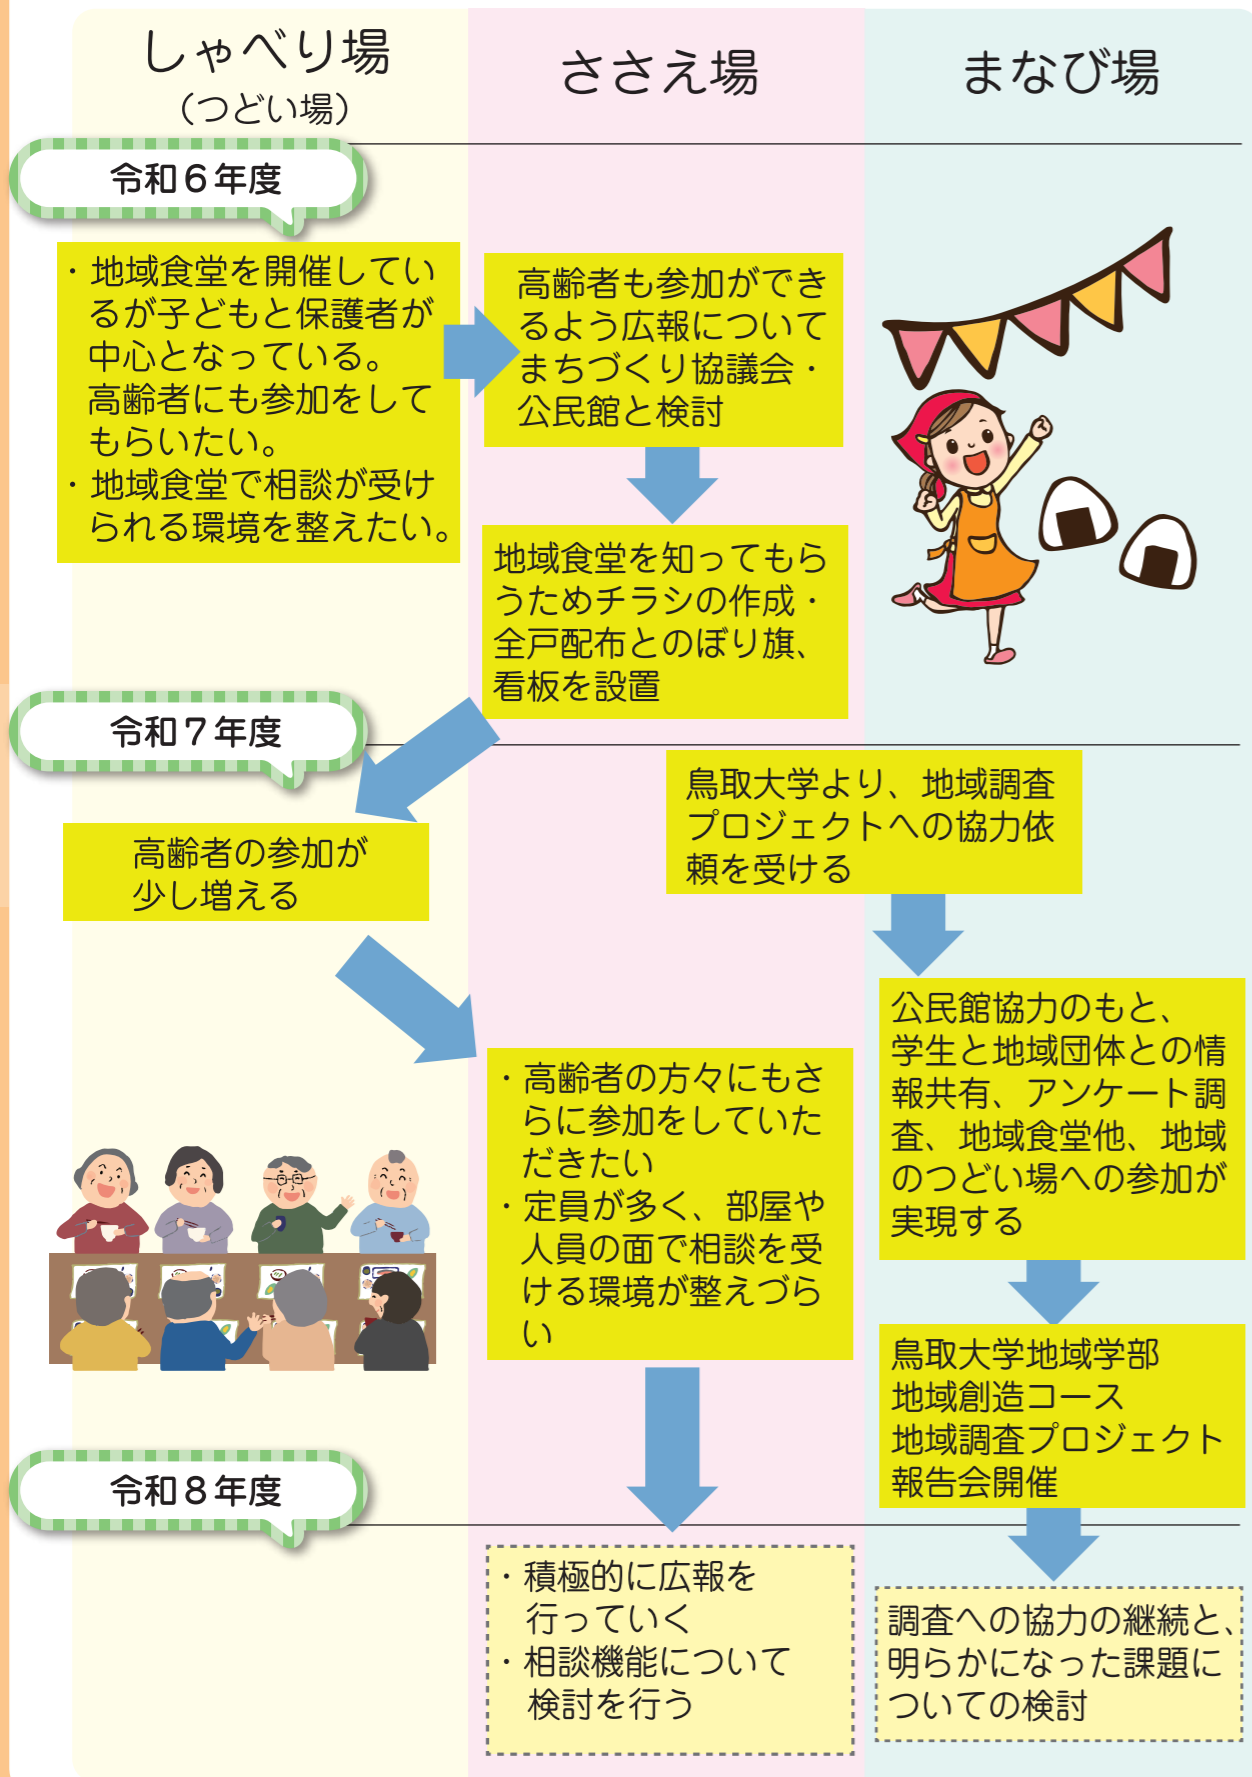 しゃべり場
（つどい場）
ささえ場
まなび場
令和６年度
・地域食堂を開催してい
るが子どもと保護者が
中心となっている。
高齢者にも参加をして
もらいたい。
・地域食堂で相談が受け
られる環境を整えたい。
高齢者も参加ができ
るよう広報について
まちづくり協議会・
公民館と検討
地域食堂を知ってもら
うためチラシの作成・
全戸配布とのぼり旗、
看板を設置
令和７年度
高齢者の参加が
少し増える
鳥取大学より、地域調査
プロジェクトへの協力依
頼を受ける
・高齢者の方々にもさ
らに参加をしていた
だきたい
・定員が多く、部屋や
人員の面で相談を受
ける環境が整えづら
い
公民館協力のもと、
学生と地域団体との情
報共有、アンケート調
査、地域食堂他、地域
のつどい場への参加が
実現する
鳥取大学地域学部
地域創造コース
地域調査プロジェクト
報告会開催
令和８年度
・積極的に広報を
行っていく
・相談機能について
検討を行う
調査への協力の継続と、
明らかになった課題に
ついての検討